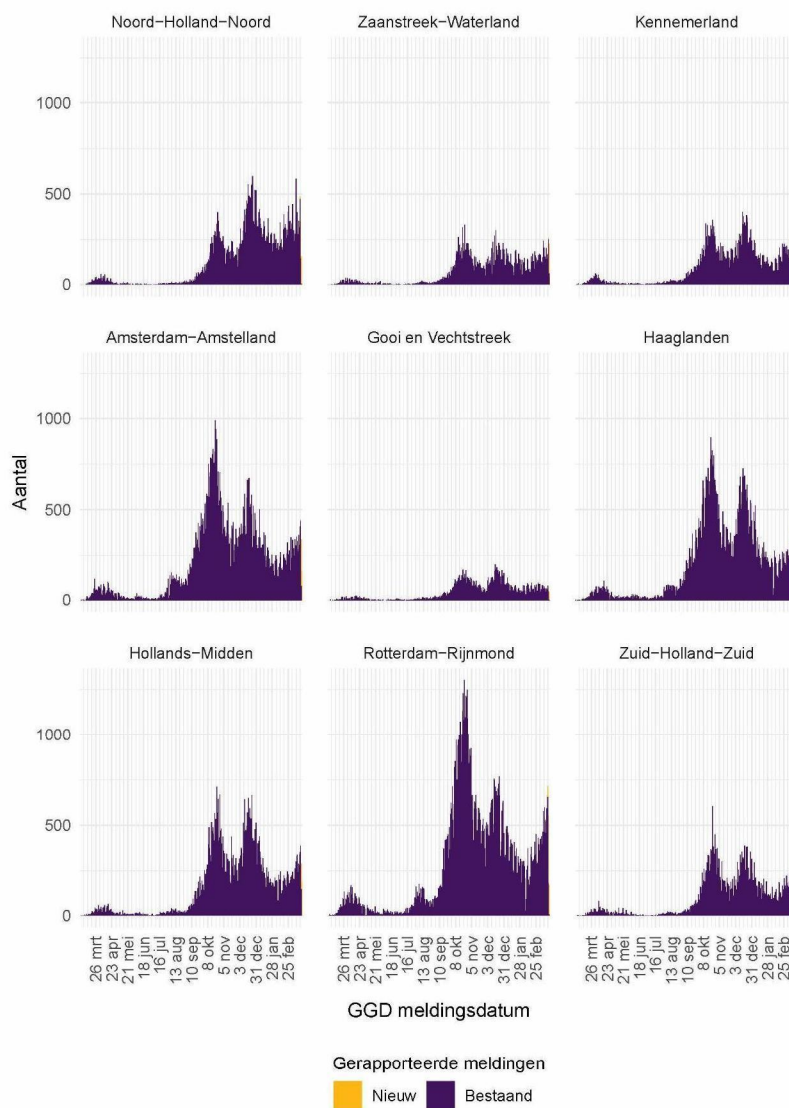 Noord−Holland−Noord Zaanstreek−Waterland Kennemerland
1000
500
0
Amsterdam−Amstelland Gooi en Vechtstreek Haaglanden
1000
500
0
Hollands−Midden Rotterdam−Rijnmond Zuid−Holland−Zuid
1000
500
0
Aantal
26 mrt
23 apr
21 mei
18 jun
16 jul
13 aug
10 sep
8 okt
5 nov
3 dec
31 dec
28 jan
25 feb
26 mrt
23 apr
21 mei
18 jun
16 jul
13 aug
10 sep
8 okt
5 nov
3 dec
31 dec
28 jan
25 feb
26 mrt
23 apr
21 mei
18 jun
16 jul
13 aug
10 sep
8 okt
5 nov
3 dec
31 dec
28 jan
25 feb
GGD meldingsdatum
Gerapporteerde meldingen
Nieuw Bestaand